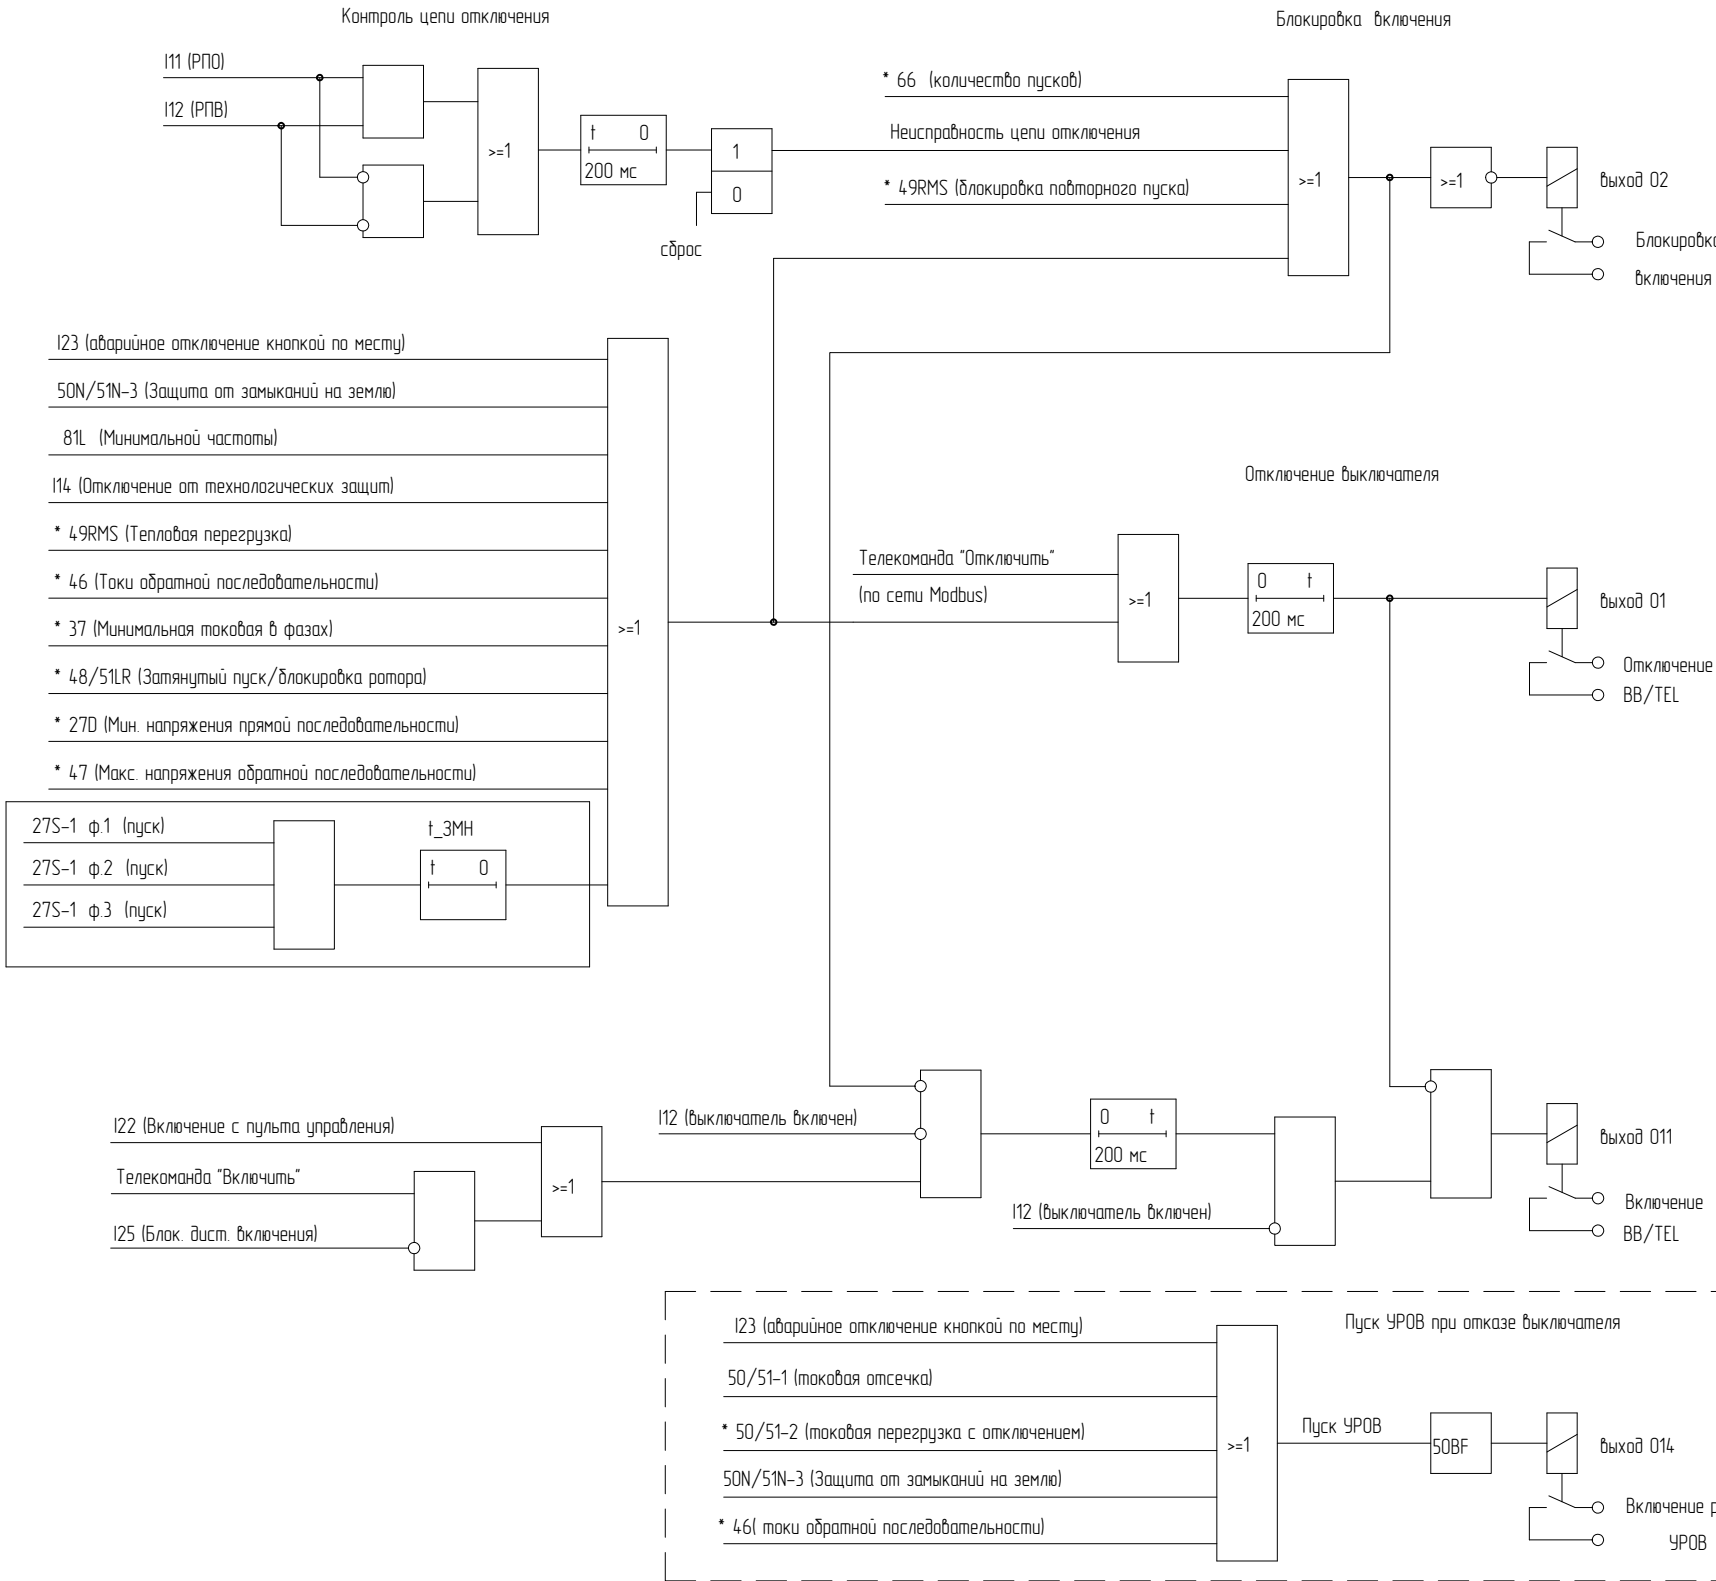 Контроль цепи отключения
I11 (РПО)
I12 (РПВ)
>=1
t 0
200 мс
1
0
сброс
Блокировка включения
* 66 (количество пусков)
Неисправность цепи отключения
* 49RMS (блокировка повторного пуска)
>=1
>=1
выход О2
Блокировка
включения
I23 (аварийное отключение кнопкой по месту)
50N/51N-3 (Защита от замыканий на землю)
81L (Минимальной частоты)
I14 (Отключение от технологических защит)
* 49RMS (Тепловая перегрузка)
* 46 (Токи обратной последовательности)
* 37 (Минимальная токовая в фазах)
* 48/51LR (Затянутый пуск/блокировка ротора)
* 27D (Мин. напряжения прямой последовательности)
* 47 (Макс. напряжения обратной последовательности)
>=1
27S-1 ф.1 (пуск)
27S-1 ф.2 (пуск)
27S-1 ф.3 (пуск)
t_ЗМН
t 0
Отключение выключателя
Телекоманда "Отключить"
(по сети Modbus)
>=1
0 t
200 мс
выход О1
Отключение
BB/TEL
I22 (Включение с пульта управления)
Телекоманда "Включить"
I25 (Блок. дист. включения)
>=1
I12 (выключатель включен)
0 t
200 мс
I12 (выключатель включен)
выход О11
Включение
BB/TEL
Пуск УРОВ при отказе выключателя
I23 (аварийное отключение кнопкой по месту)
50/51-1 (токовая отсечка)
* 50/51-2 (токовая перегрузка с отключением)
50N/51N-3 (Защита от замыканий на землю)
* 46( токи обратной последовательности)
>=1
Пуск УРОВ
50BF
выход О14
Включение
УРОВ